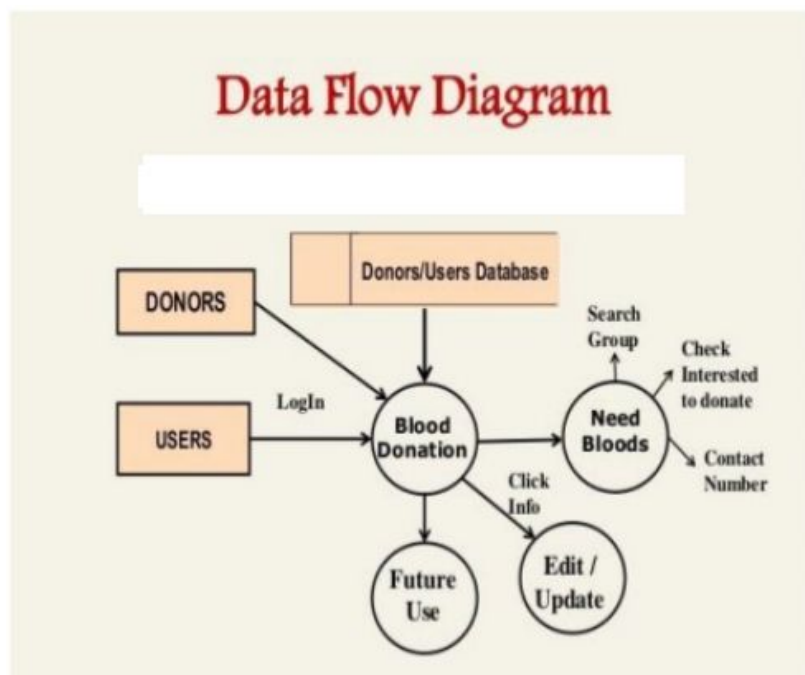 Data Flow Diagram
Donors/Users Database
DONORS
Search
Group
Check
Interested
to donate
LogIn
USERS
Blood
Donation
Need
Bloods
Contact
Number
Click
Info
Future
Use
Edit /
Update